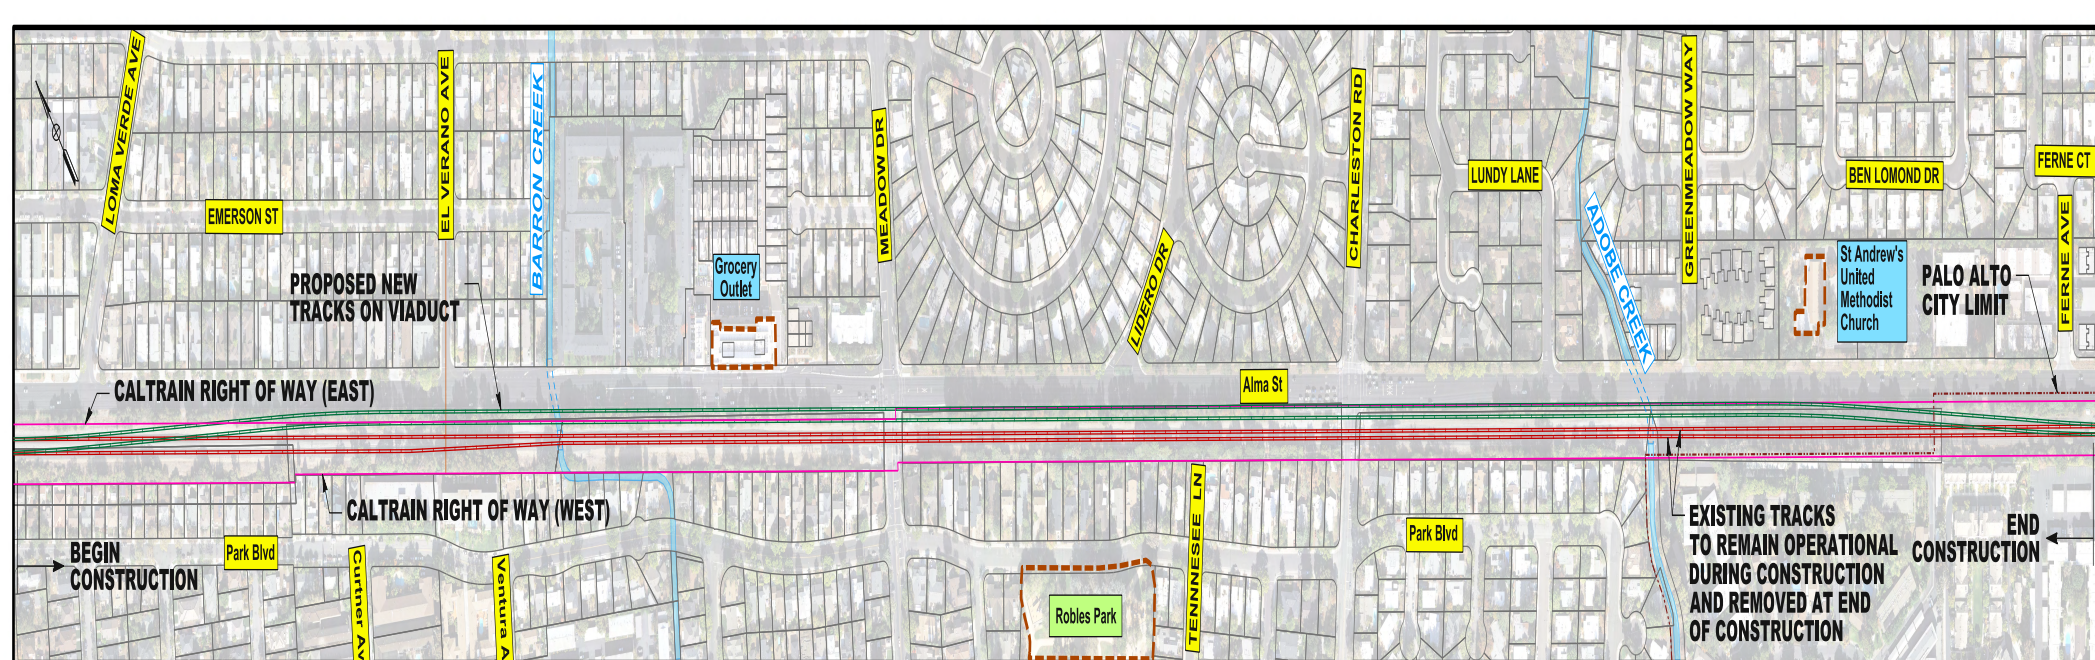 LOMA VERDE AVE
EL VERANO AVE
BARRON CREEK
MEADOW DR
CHARLESTON RD
GREENMEADOW WAY
LUNDY LANE
BEN LOMOND DR
FERNE CT
EMERSON ST
FERNE AVE
ADOBE CREEK
LIDERO DR
Grocery
Outlet
St Andrew's
United
Methodist
Church
PALO ALTO
CITY LIMIT
PROPOSED NEW
TRACKS ON VIADUCT
CALTRAIN RIGHT OF WAY (EAST)
Alma St
CALTRAIN RIGHT OF WAY (WEST)
TENNESEE LN
BEGIN
CONSTRUCTION
Park Blvd
Curtner AV
Ventura A
Robles Park
Park Blvd
EXISTING TRACKS
TO REMAIN OPERATIONAL
DURING CONSTRUCTION
AND REMOVED AT END
OF CONSTRUCTION
END
CONSTRUCTION